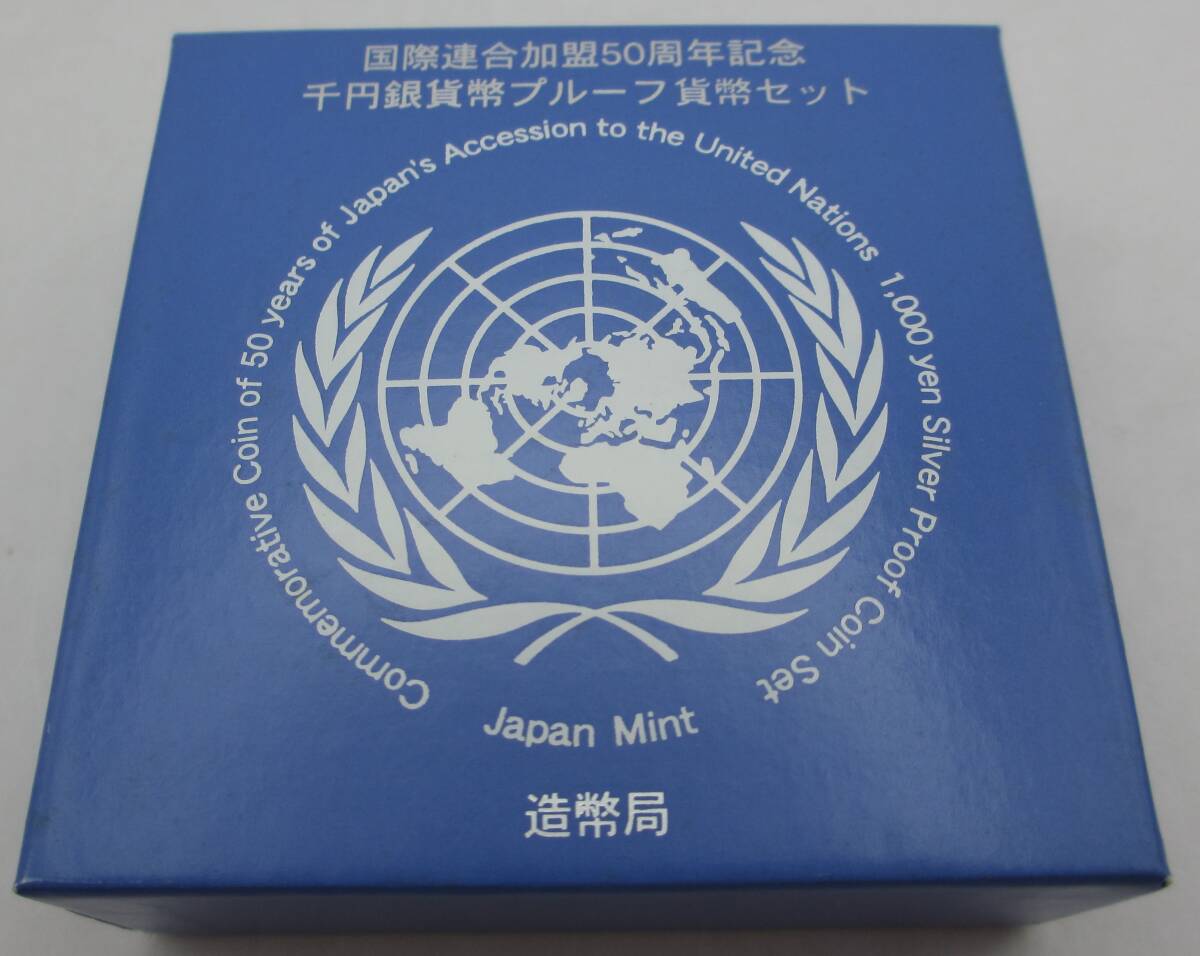 国際連合加盟50周年記念
千円銀貨幣プルーフ貨幣セット
Commemorative Coin of 50 years of Japan's Accession to the United Nations 1,000 yen Silver Proof Coin Set
Japan Mint
造幣局